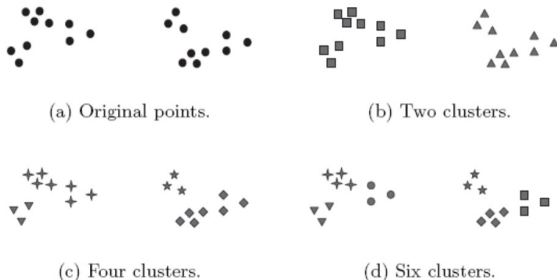 (a) Original points.
(b) Two clusters.
(c) Four clusters.
(d) Six clusters.